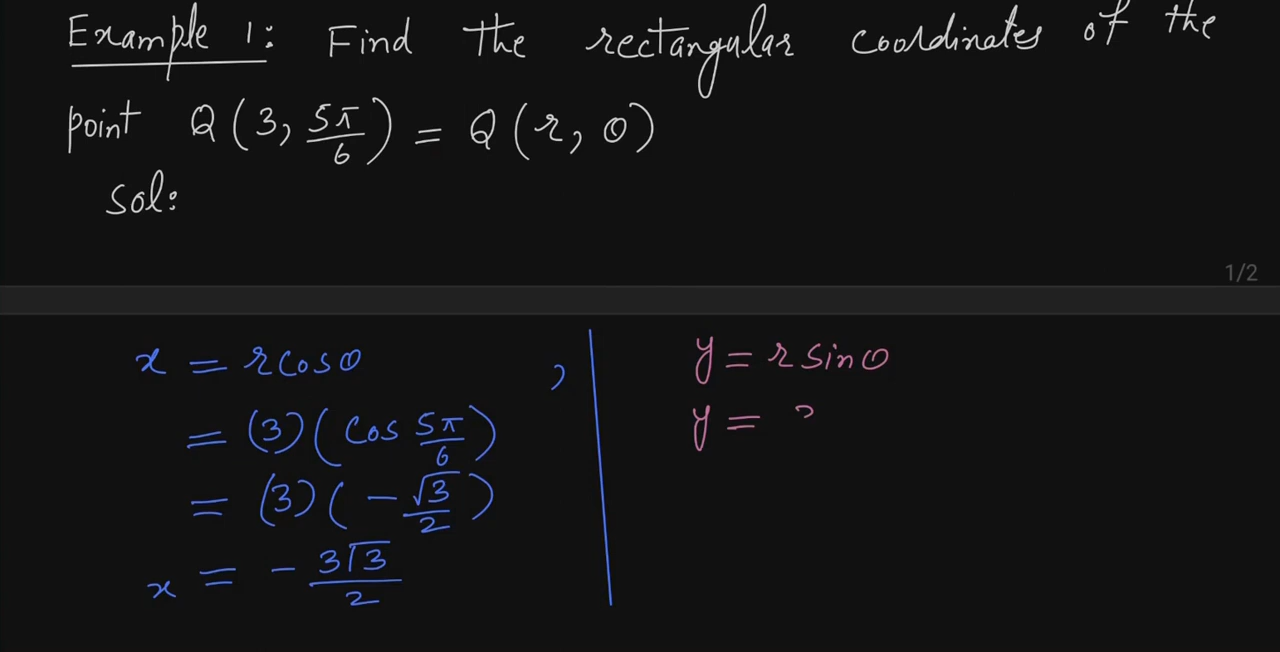 Example 1: Find the rectangular coordinates of the
point Q(3, 5π/6) = Q(r, θ)
Sol:
1/2
x = r cos θ ,
= (3)(cos 5π/6)
= (3)(-√3/2)
x = - 3√3/2
y = r sin θ
y =